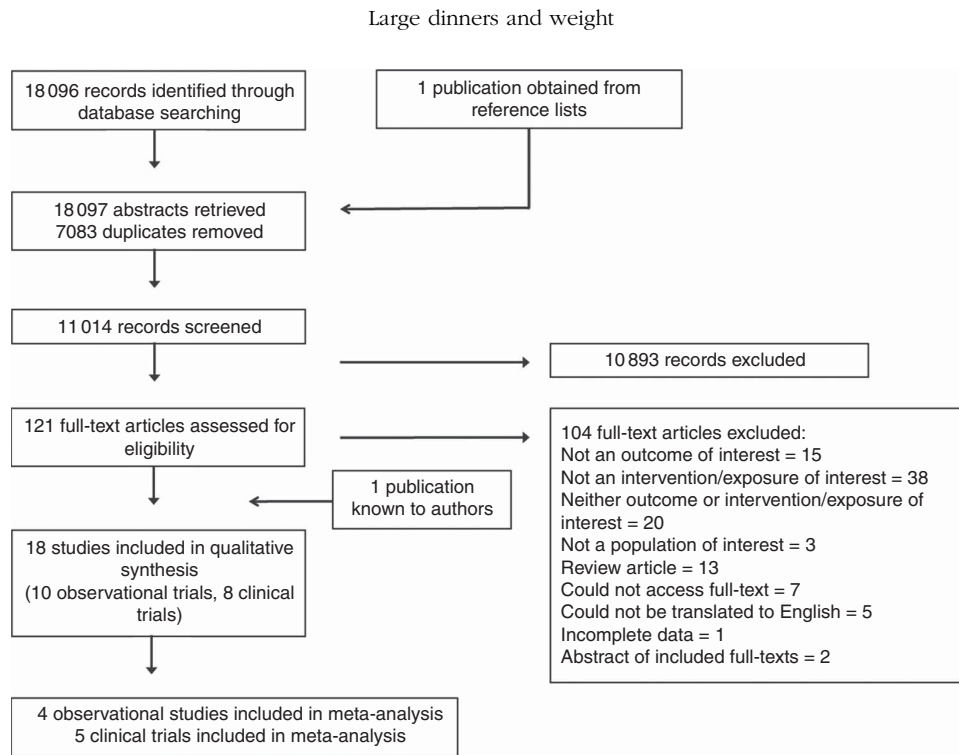 Large dinners and weight
18 096 records identified through
database searching
1 publication obtained from
reference lists
18 097 abstracts retrieved
7083 duplicates removed
11 014 records screened
10 893 records excluded
121 full-text articles assessed for
eligibility
104 full-text articles excluded:
Not an outcome of interest = 15
Not an intervention/exposure of interest = 38
Neither outcome or intervention/exposure of
interest = 20
Not a population of interest = 3
Review article = 13
Could not access full-text = 7
Could not be translated to English = 5
Incomplete data = 1
Abstract of included full-texts = 2
1 publication
known to authors
18 studies included in qualitative
synthesis
(10 observational trials, 8 clinical
trials)
4 observational studies included in meta-analysis
5 clinical trials included in meta-analysis